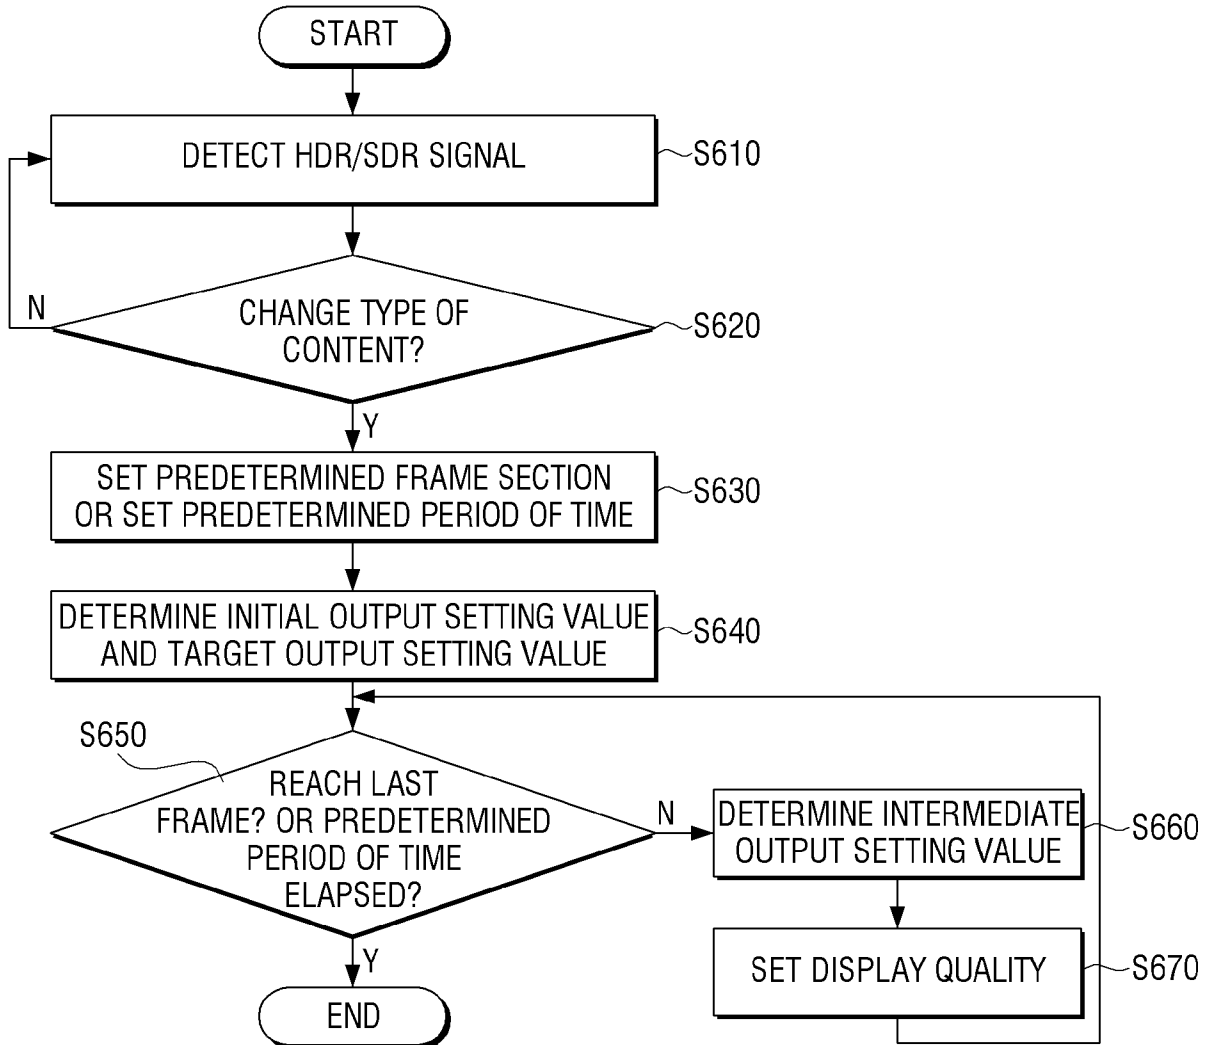 START
DETECT HDR/SDR SIGNAL
S610
N
CHANGE TYPE OF
CONTENT?
S620
Y
SET PREDETERMINED FRAME SECTION
OR SET PREDETERMINED PERIOD OF TIME
S630
DETERMINE INITIAL OUTPUT SETTING VALUE
AND TARGET OUTPUT SETTING VALUE
S640
S650
REACH LAST
FRAME? OR PREDETERMINED
PERIOD OF TIME
ELAPSED?
N
DETERMINE INTERMEDIATE
OUTPUT SETTING VALUE
S660
SET DISPLAY QUALITY
S670
Y
END